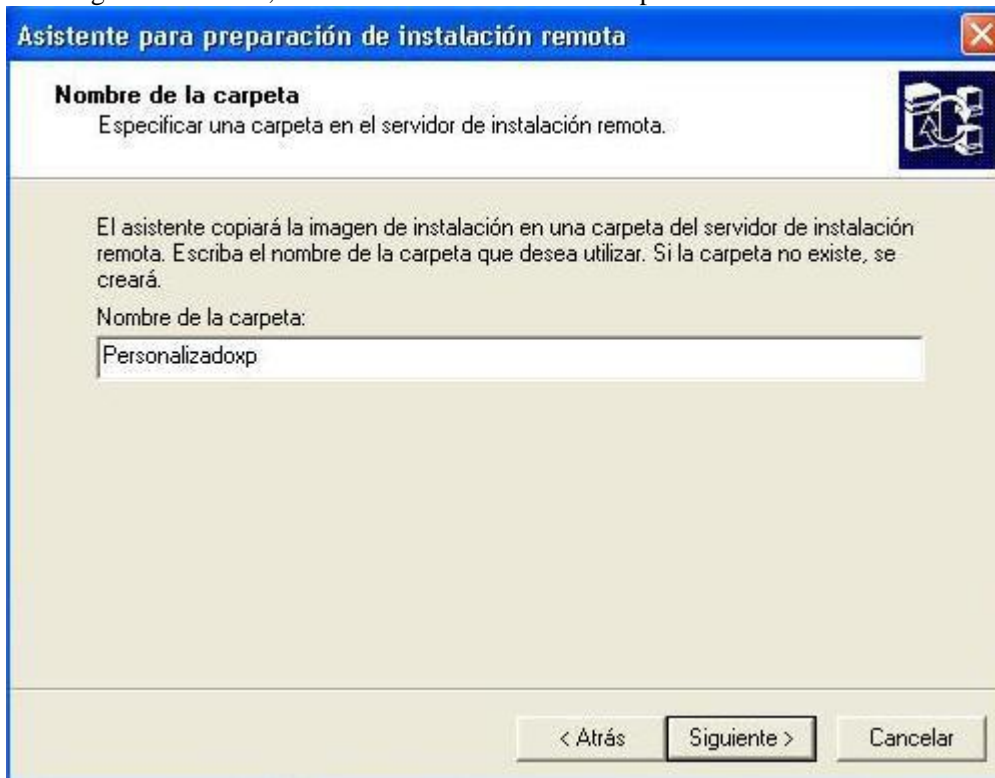 Asistente para preparación de instalación remota
Nombre de la carpeta
Especificar una carpeta en el servidor de instalación remota.
El asistente copiará la imagen de instalación en una carpeta del servidor de instalación
remota. Escriba el nombre de la carpeta que desea utilizar. Si la carpeta no existe, se
creará.
Nombre de la carpeta:
Personalizadoxp
< Atrás
Siguiente >
Cancelar